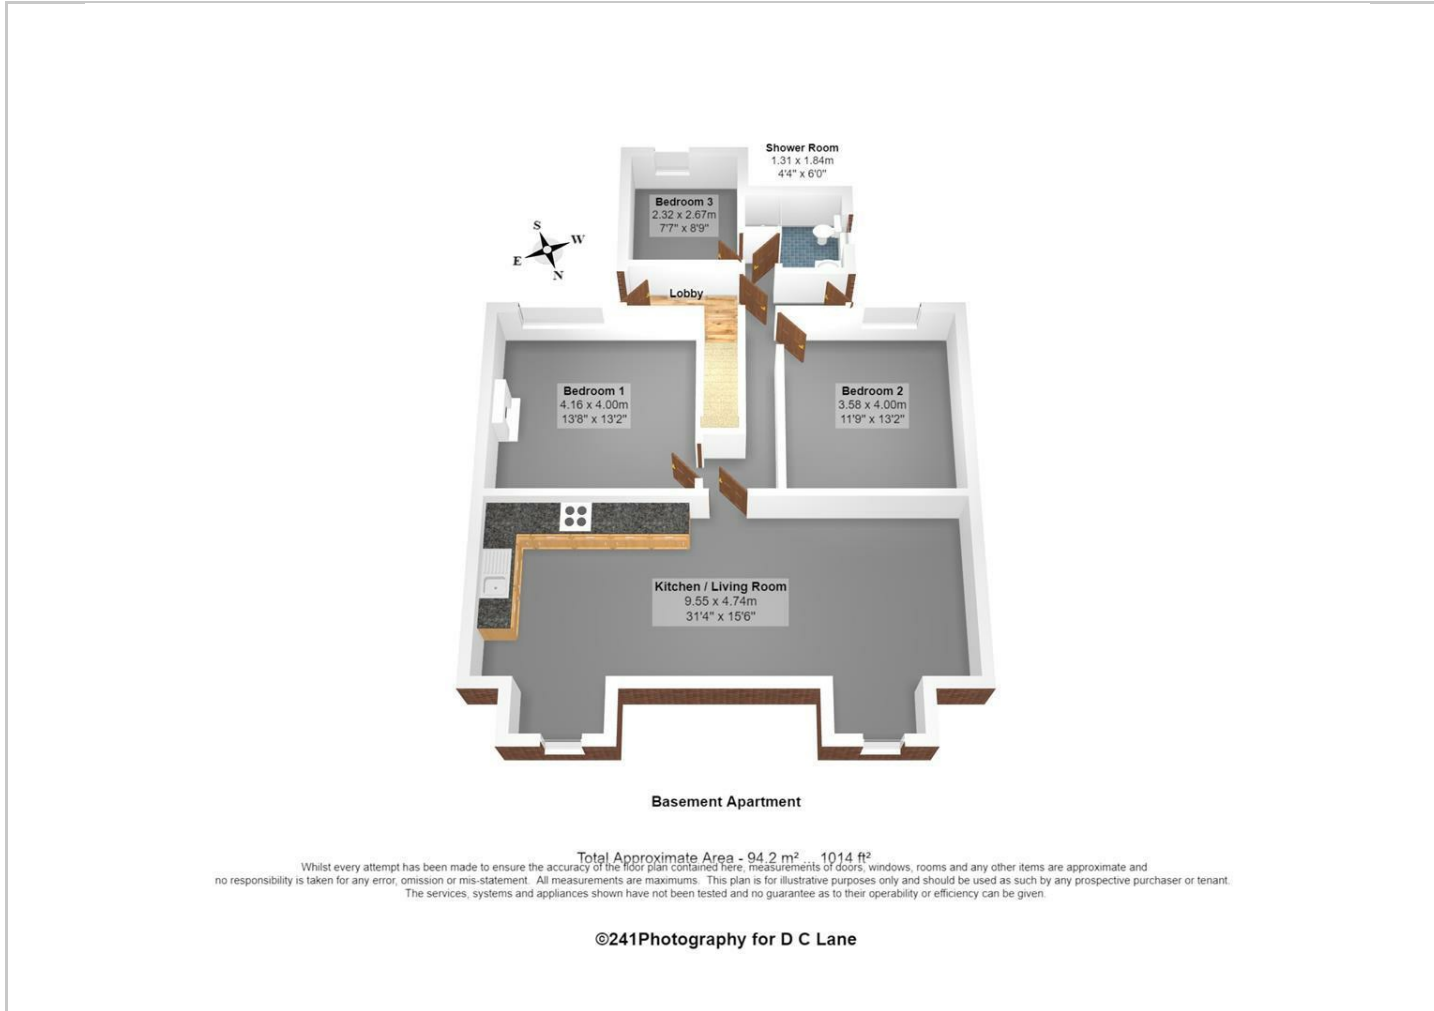 Shower Room
1.31 x 1.84m
4'4" x 6'0"
Bedroom 3
2.32 x 2.67m
7'7" x 8'9"
S
W
E
N
Lobby
Bedroom 1
4.16 x 4.00m
13'8" x 13'2"
Bedroom 2
3.58 x 4.00m
11'9" x 13'2"
Kitchen / Living Room
9.55 x 4.74m
31'4" x 15'6"
Basement Apartment
Total Approximate Area - 94.2 m² ... 1014 ft²
Whilst every attempt has been made to ensure the accuracy of the floor plan contained here, measurements of doors, windows, rooms and any other items are approximate and
no responsibility is taken for any error, omission or mis-statement. All measurements are maximums. This plan is for illustrative purposes only and should be used as such by any prospective purchaser or tenant.
The services, systems and appliances shown have not been tested and no guarantee as to their operability or efficiency can be given.
©241Photography for D C Lane